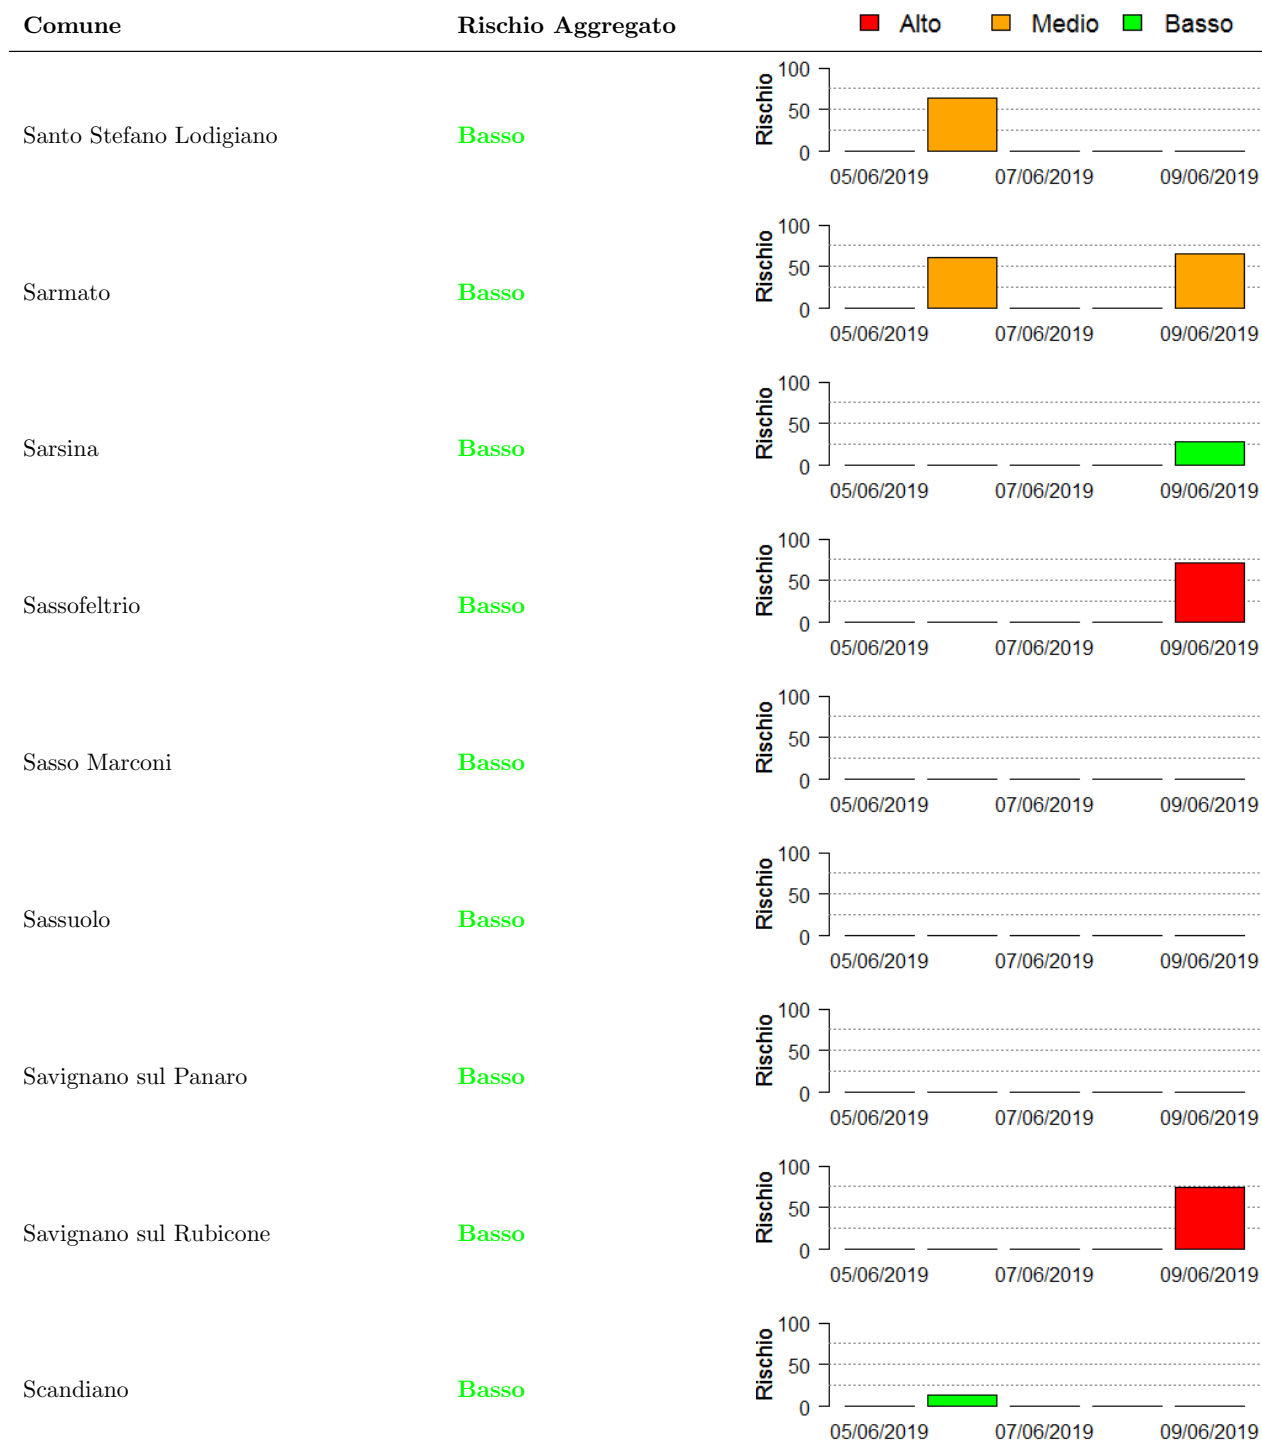 Comune Rischio Aggregato Alto Medio Basso
100
50
0
Rischio
Santo Stefano Lodigiano Basso
05/06/2019 07/06/2019 09/06/2019
100
50
0
Rischio
Sarmato Basso
05/06/2019 07/06/2019 09/06/2019
100
50
0
Rischio
Sarsina Basso
05/06/2019 07/06/2019 09/06/2019
100
50
0
Rischio
Sassofeltrio Basso
05/06/2019 07/06/2019 09/06/2019
100
50
0
Rischio
Sasso Marconi Basso
05/06/2019 07/06/2019 09/06/2019
100
50
0
Rischio
Sassuolo Basso
05/06/2019 07/06/2019 09/06/2019
100
50
0
Rischio
Savignano sul Panaro Basso
05/06/2019 07/06/2019 09/06/2019
100
50
0
Rischio
Savignano sul Rubicone Basso
05/06/2019 07/06/2019 09/06/2019
100
50
0
Rischio
Scandiano Basso
05/06/2019 07/06/2019 09/06/2019